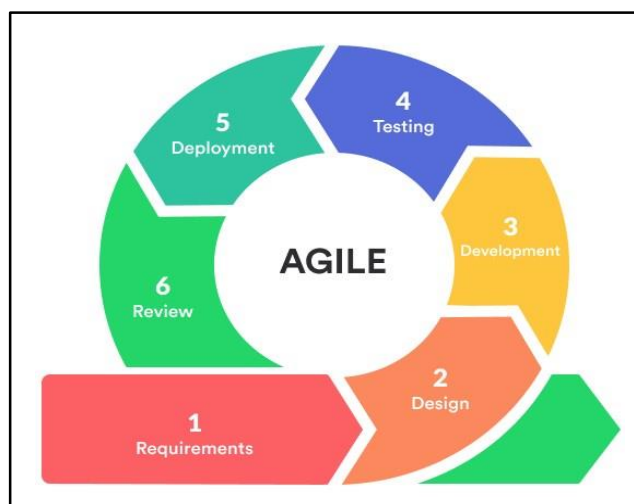 AGILE
1
Requirements
2
Design
3
Development
4
Testing
5
Deployment
6
Review